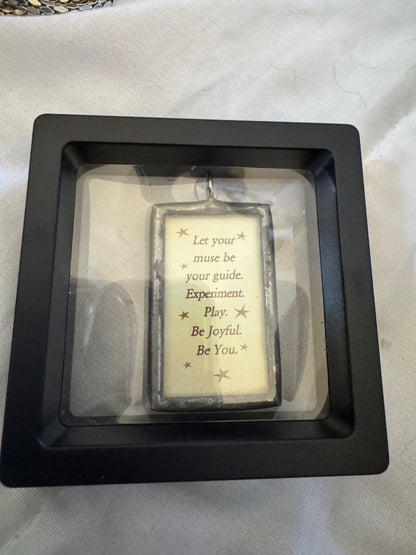 Let your
muse be
your guide.
Experiment.
Play.
Be Joyful.
Be You.